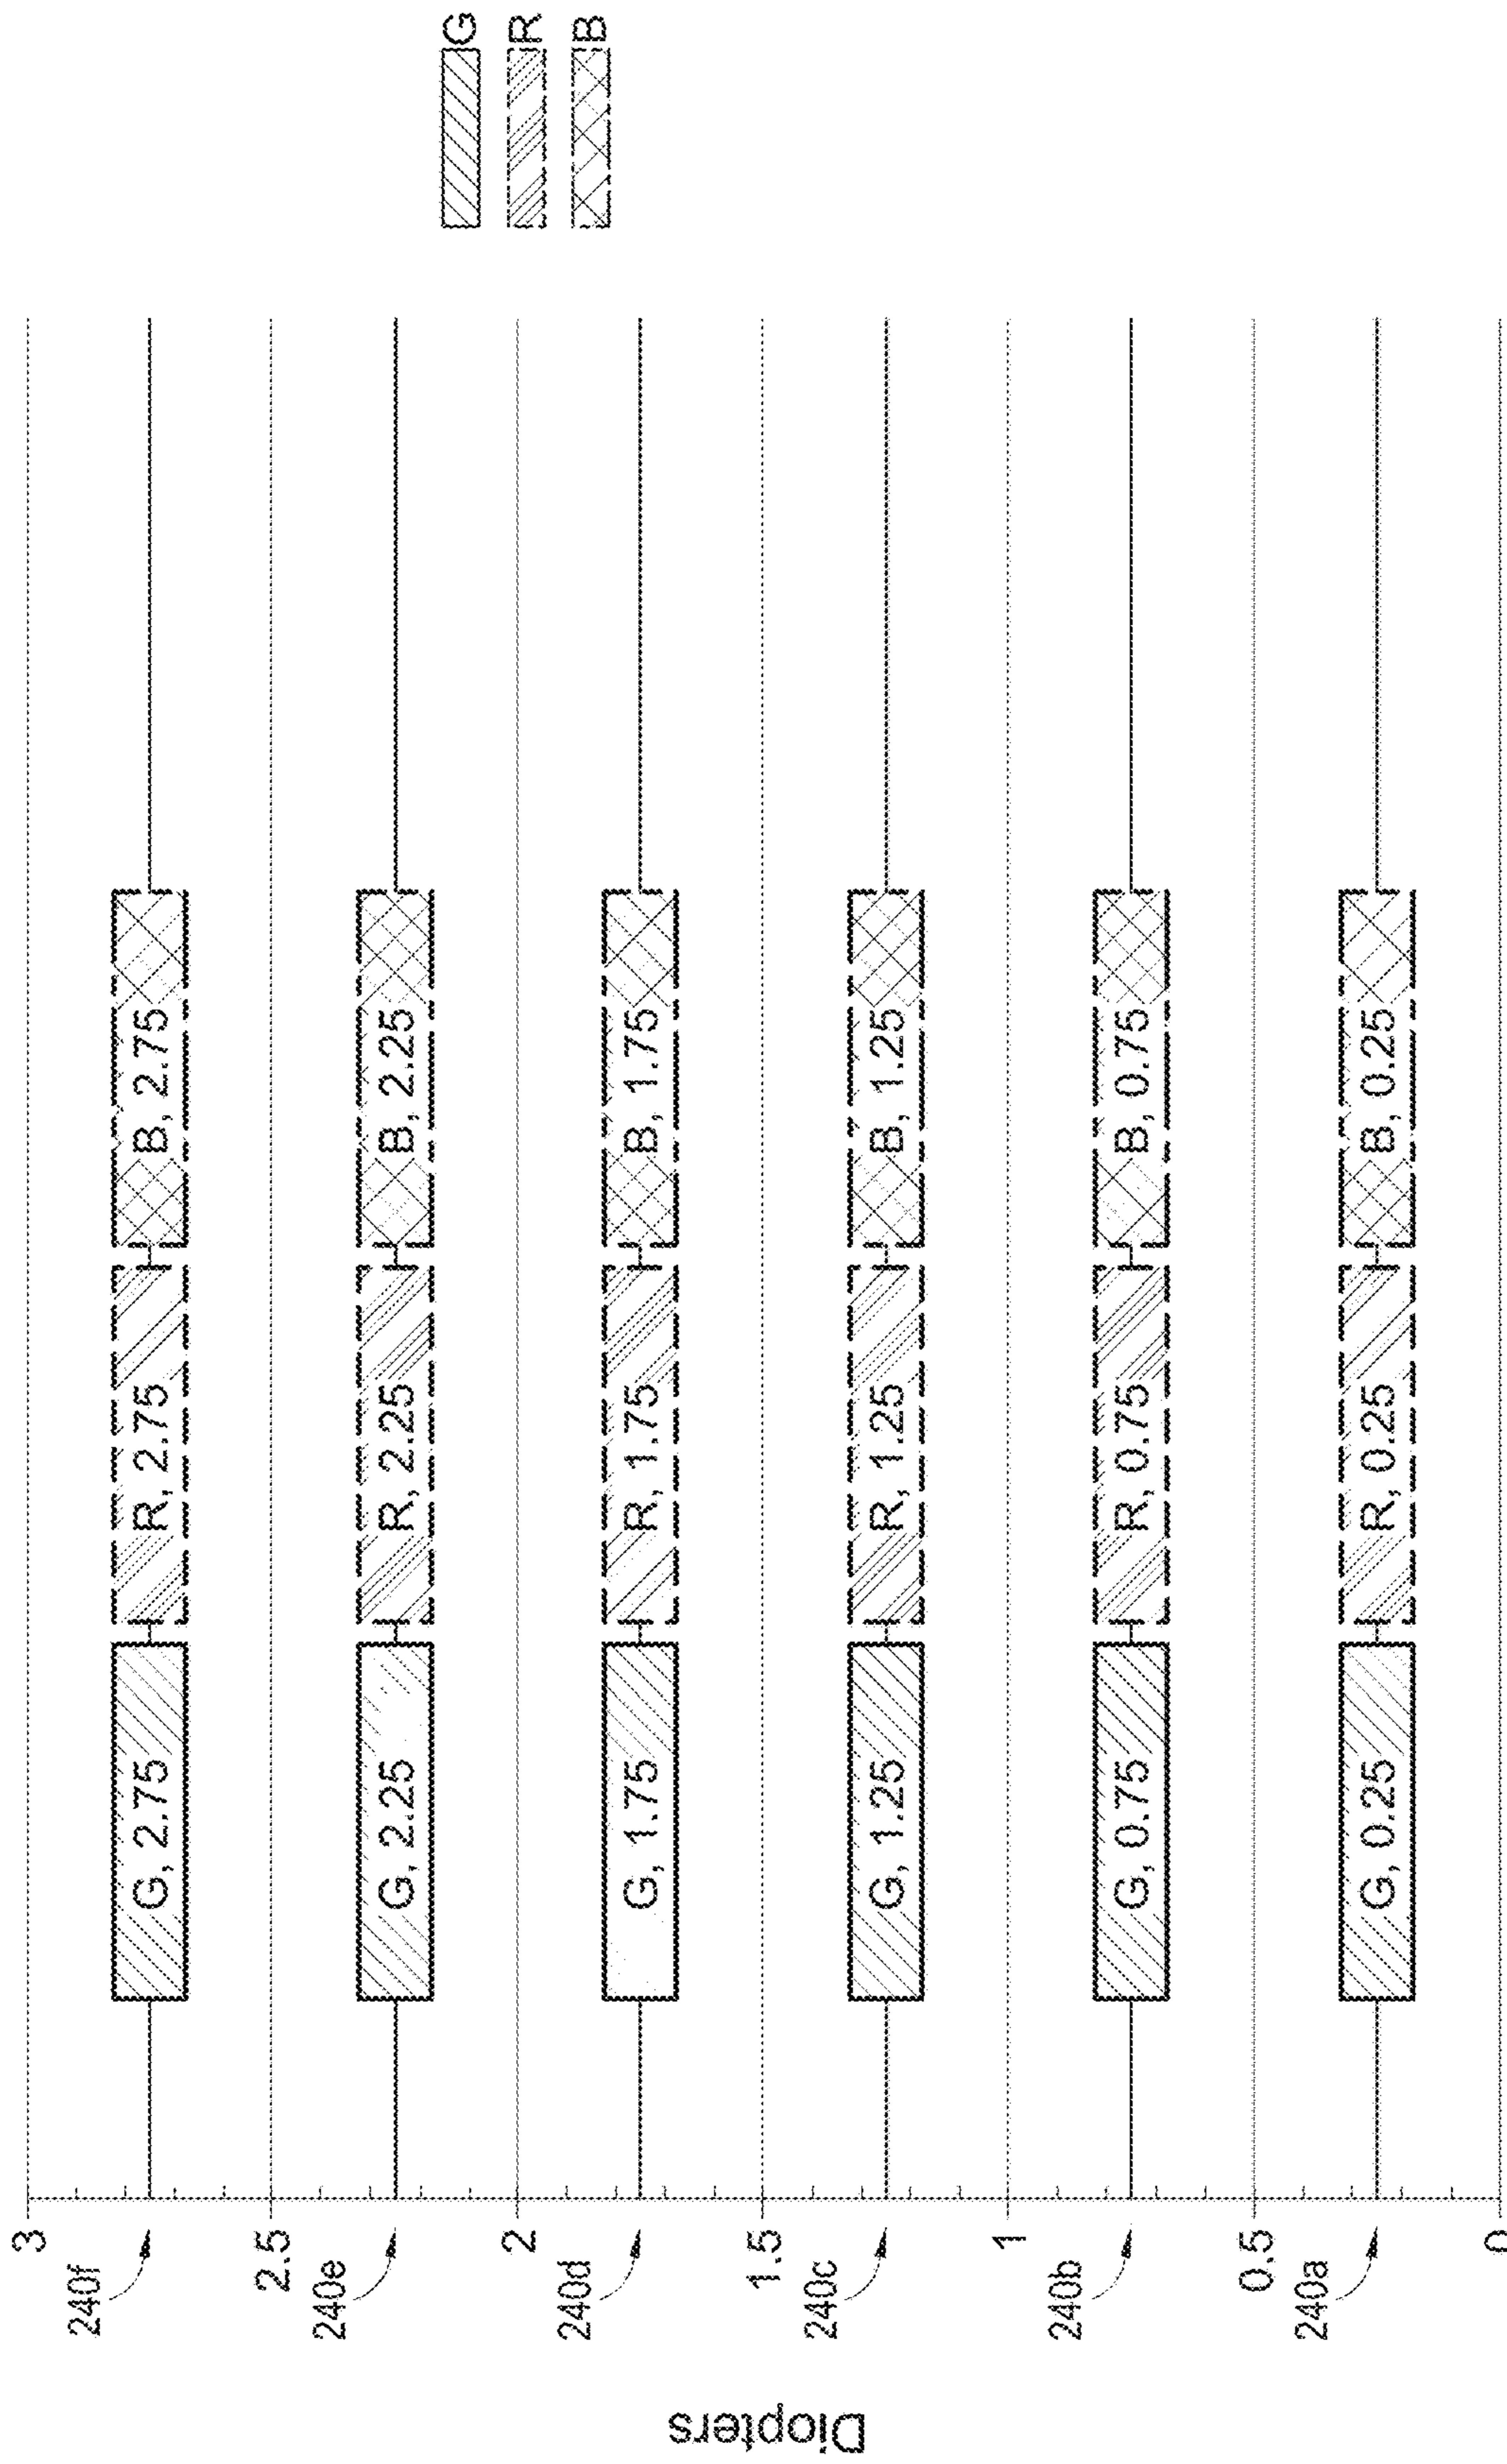 Diopters
3
240f
G, 2.75
R, 2.75
B, 2.75
2.5
240e
G, 2.25
R, 2.25
B, 2.25
2
240d
G, 1.75
R, 1.75
B, 1.75
1.5
240c
G, 1.25
R, 1.25
B, 1.25
1
240b
G, 0.75
R, 0.75
B, 0.75
0.5
240a
G, 0.25
R, 0.25
B, 0.25
0
G
R
B